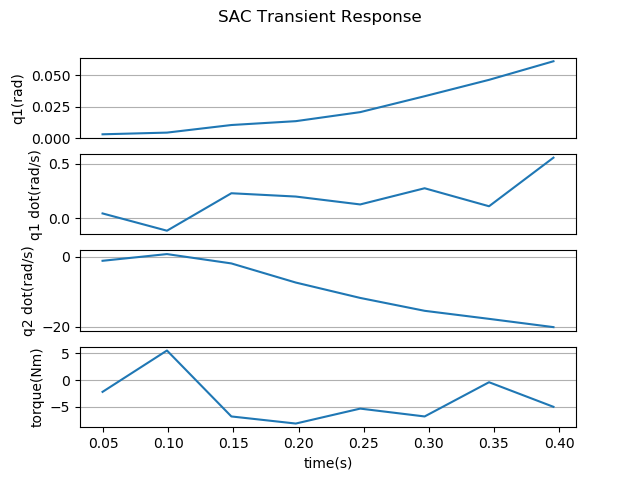 SAC Transient Response
q1(rad)
0.050
0.025
0.000
q1 dot(rad/s)
0.5
0.0
q2 dot(rad/s)
0
−20
torque(Nm)
5
0
−5
0.05 0.10 0.15 0.20 0.25 0.30 0.35 0.40
time(s)